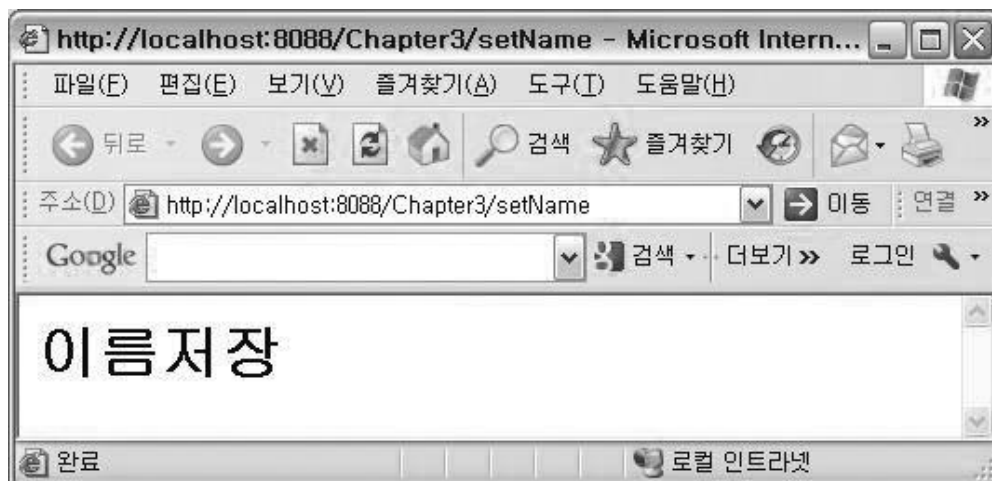 http://localhost:8088/Chapter3/setName - Microsoft Intern...
파일(F) 편집(E) 보기(V) 즐겨찾기(A) 도구(T) 도움말(H)
뒤로 검색 즐겨찾기 »
주소(D) http://localhost:8088/Chapter3/setName 이동 연결 »
Google 검색 더보기 » 로그인
이름저장
완료 로컬 인트라넷